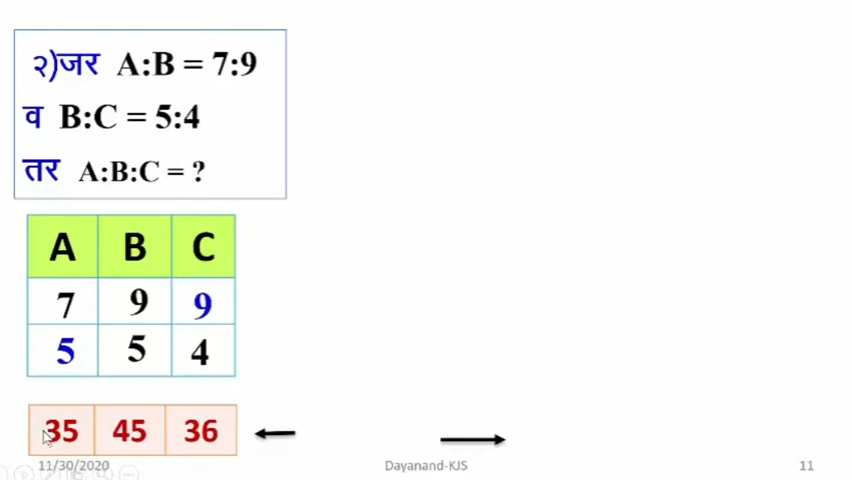 २)जर A:B = 7:9
व B:C = 5:4
तर A:B:C = ?
A B C
7 9 9
5 5 4
35 45 36
11/30/2020 Dayanand-KJS 11